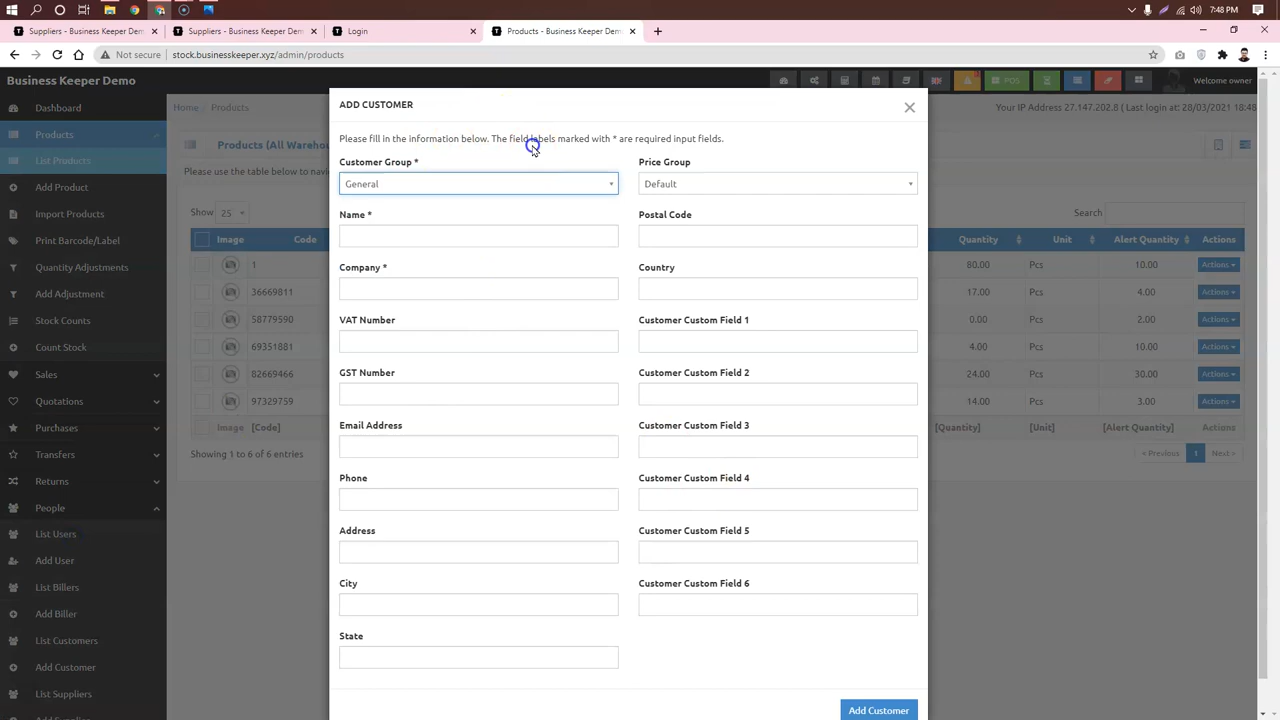 7:48 PM
Suppliers - Business Keeper Demo
Suppliers - Business Keeper Demo
Login
Products - Business Keeper Demo
Not secure stock.businesskeeper.xyz/admin/products
Business Keeper Demo
POS
Welcome owner
Home Products
Your IP Address 27.147.202.8 ( Last login at: 28/03/2021 18:48
Dashboard
Products
List Products
Add Product
Import Products
Print Barcode/Label
Quantity Adjustments
Add Adjustment
Stock Counts
Count Stock
Sales
Quotations
Purchases
Transfers
Returns
People
List Users
Add User
List Billers
Add Biller
List Customers
Add Customer
List Suppliers
Products (All Wareho
Please use the table below to navi
Show 25
Search
Image Code
Quantity Unit Alert Quantity Actions
1 80.00 Pcs 10.00 Actions
36669811 17.00 Pcs 4.00 Actions
58779590 0.00 Pcs 2.00 Actions
69351881 4.00 Pcs 10.00 Actions
82669466 24.00 Pcs 30.00 Actions
97329759 14.00 Pcs 3.00 Actions
Image [Code] [Quantity] [Unit] [Alert Quantity] Actions
Showing 1 to 6 of 6 entries
< Previous 1 Next >
ADD CUSTOMER
Please fill in the information below. The field labels marked with * are required input fields.
Customer Group *
General
Price Group
Default
Name *
Postal Code
Company *
Country
VAT Number
Customer Custom Field 1
GST Number
Customer Custom Field 2
Email Address
Customer Custom Field 3
Phone
Customer Custom Field 4
Address
Customer Custom Field 5
City
Customer Custom Field 6
State
Add Customer